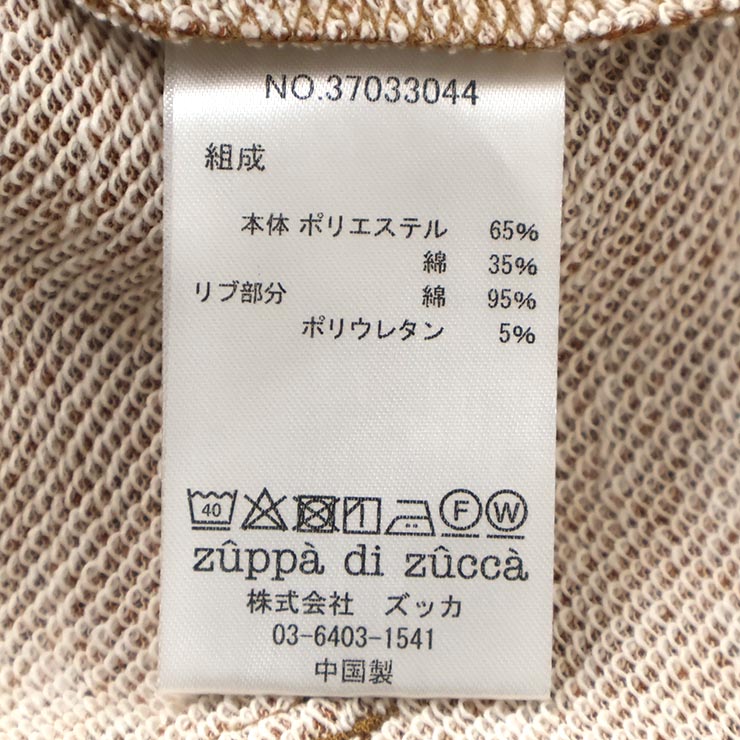 NO.37033044
組成
本体 ポリエステル 65%
綿 35%
リブ部分 綿 95%
ポリウレタン 5%
40 F W
zûppà di zûccà
株式会社 ズッカ
03-6403-1541
中国製